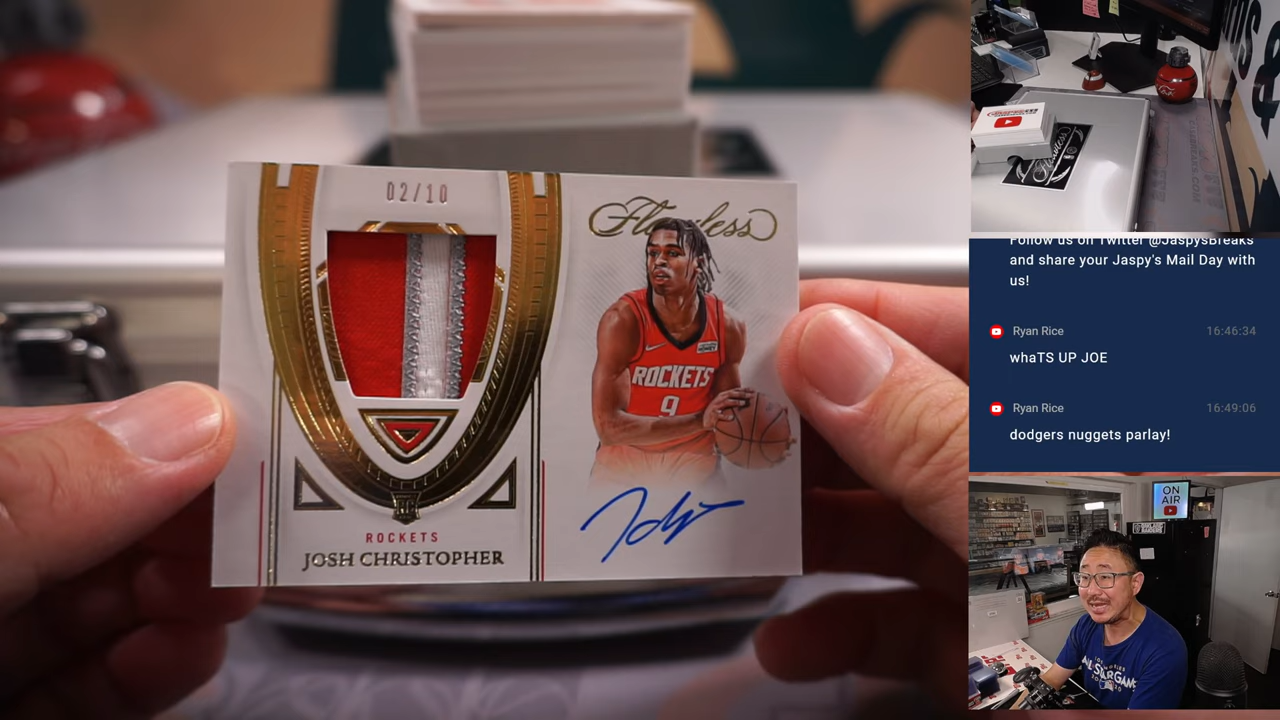 02/10
Flawless
ROCKETS
9
RC
ROCKETS
JOSH CHRISTOPHER
Flawless
Follow us on Twitter @JaspysBreaks
and share your Jaspy's Mail Day with
us!
Ryan Rice 16:46:34
whaTS UP JOE
Ryan Rice 16:49:06
dodgers nuggets parlay!
ON
AIR